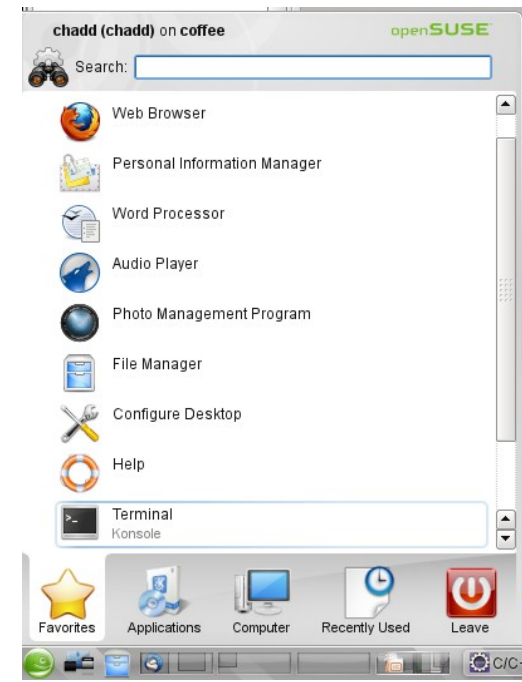 chadd (chadd) on coffee
openSUSE
Search:
Web Browser
Personal Information Manager
Word Processor
Audio Player
Photo Management Program
File Manager
Configure Desktop
Help
>_
Terminal
Konsole
Favorites
Applications
Computer
Recently Used
Leave
C/C+